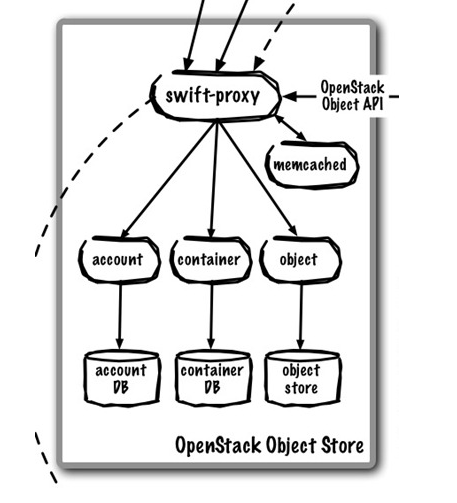 swift-proxy
OpenStack
Object API
memcached
account
container
object
account
DB
container
DB
object
store
OpenStack Object Store